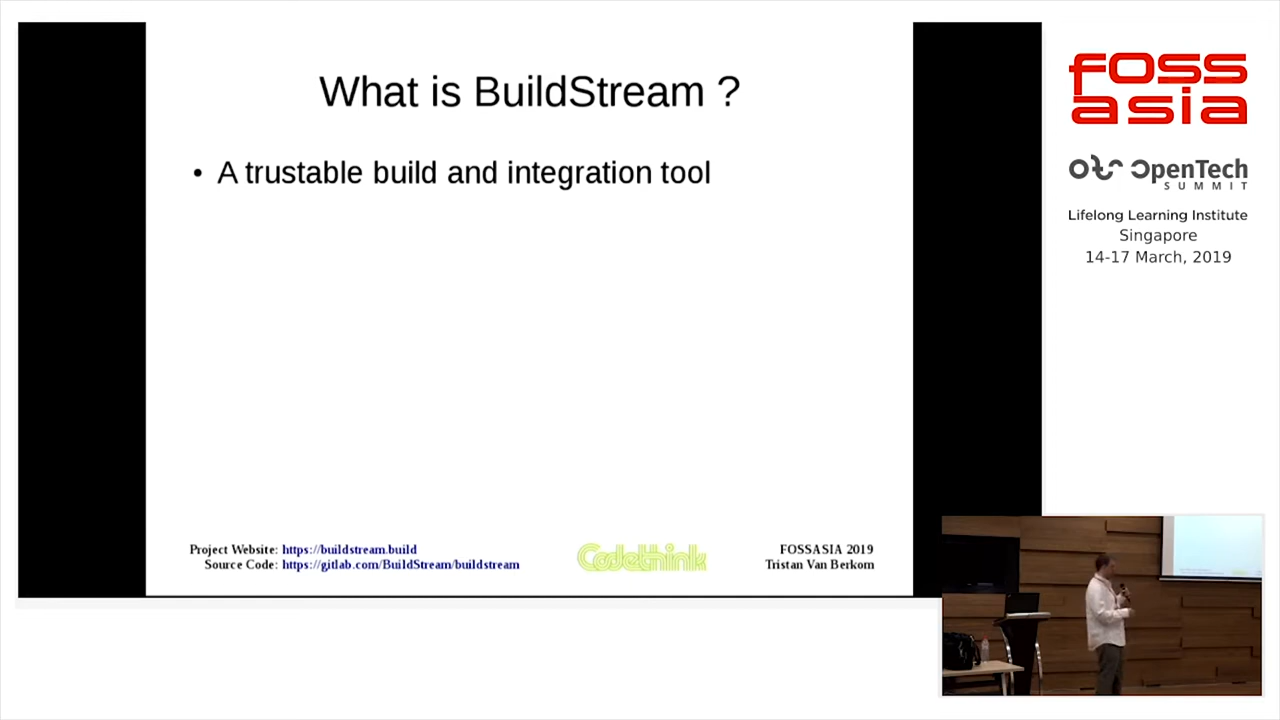 What is BuildStream ?
• A trustable build and integration tool
Project Website: https://buildstream.build
Source Code: https://gitlab.com/BuildStream/buildstream
Codethink
FOSSASIA 2019
Tristan Van Berkom
FOSS
asia
OpenTech
SUMMIT
Lifelong Learning Institute
Singapore
14-17 March, 2019